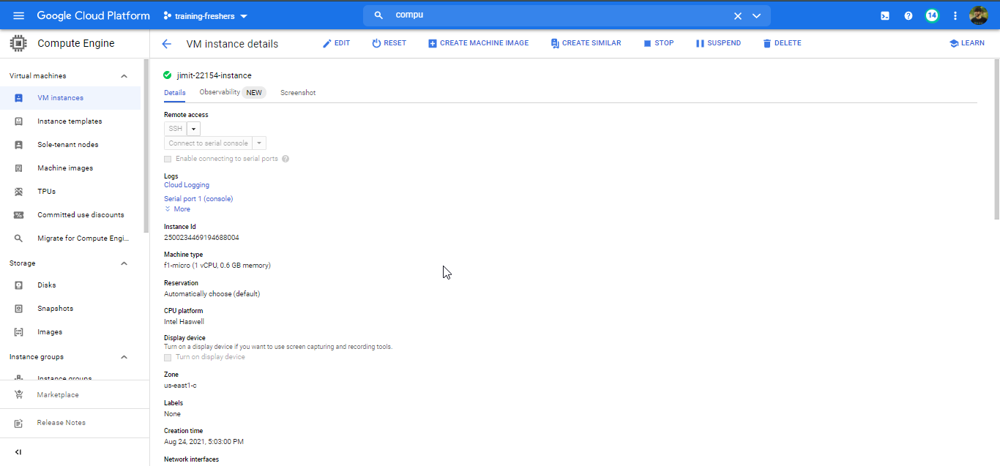 Google Cloud Platform training-freshers compu 14
Compute Engine
VM instance details EDIT RESET CREATE MACHINE IMAGE CREATE SIMILAR STOP SUSPEND DELETE LEARN
Virtual machines
VM instances
Instance templates
Sole-tenant nodes
Machine images
TPUs
Committed use discounts
Migrate for Compute Engi...
Storage
Disks
Snapshots
Images
Instance groups
Instance groups
Marketplace
Release Notes
jimit-22154-instance
Details Observability NEW Screenshot
Remote access
SSH
Connect to serial console
Enable connecting to serial ports
Logs
Cloud Logging
Serial port 1 (console)
More
Instance Id
2500234469194688004
Machine type
f1-micro (1 vCPU, 0.6 GB memory)
Reservation
Automatically choose (default)
CPU platform
Intel Haswell
Display device
Turn on a display device if you want to use screen capturing and recording tools.
Turn on display device
Zone
us-east1-c
Labels
None
Creation time
Aug 24, 2021, 5:03:00 PM
Network interfaces